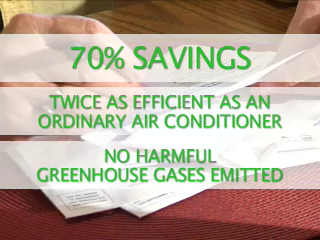 70% SAVINGS
TWICE AS EFFICIENT AS AN
ORDINARY AIR CONDITIONER
NO HARMFUL
GREENHOUSE GASES EMITTED